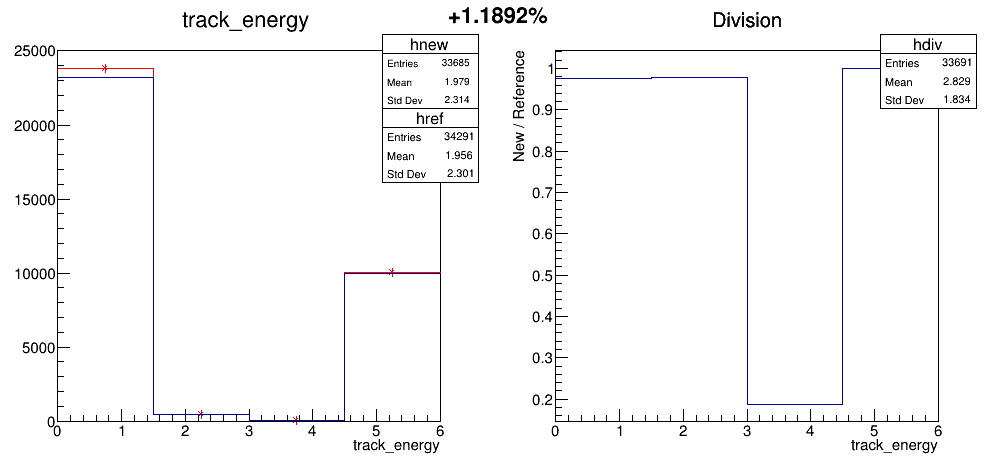 track_energy
+1.1892%
Division
hnew
Entries 33685
Mean 1.979
Std Dev 2.314
href
Entries 34291
Mean 1.956
Std Dev 2.301
25000
20000
15000
10000
5000
0
0 1 2 3 4 5 6
track_energy
hdiv
Entries 33691
Mean 2.829
Std Dev 1.834
New / Reference
1
0.9
0.8
0.7
0.6
0.5
0.4
0.3
0.2
0 1 2 3 4 5 6
track_energy